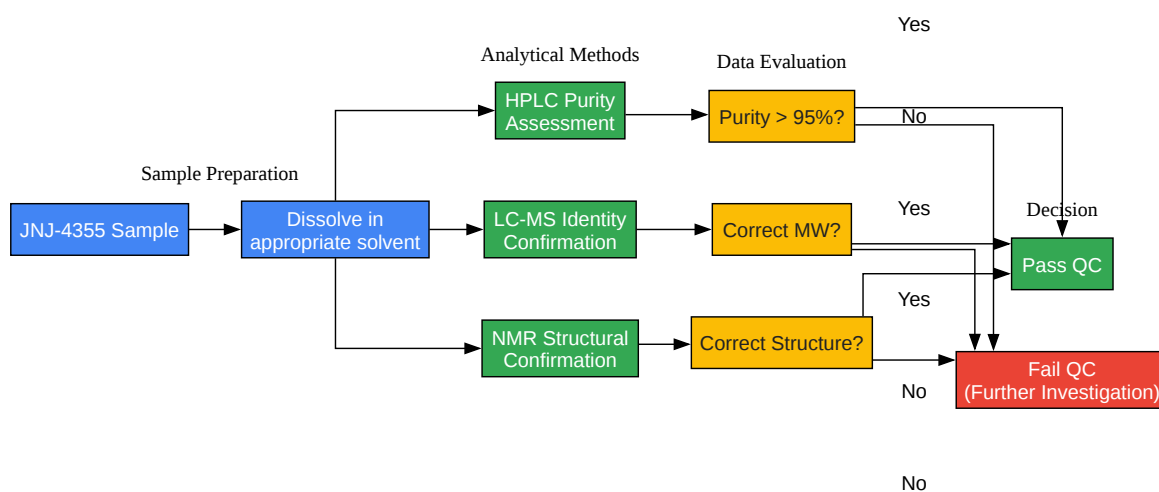 Yes
Analytical Methods
Data Evaluation
HPLC Purity
Assessment
Purity > 95%?
No
Sample Preparation
JNJ-4355 Sample
Dissolve in
appropriate solvent
LC-MS Identity
Confirmation
Correct MW?
Yes
Decision
Pass QC
Yes
NMR Structural
Confirmation
Correct Structure?
Fail QC
(Further Investigation)
No
No